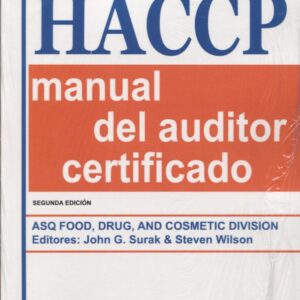 HACCP
manual
del auditor
certificado
SEGUNDA EDICIÓN
ASQ FOOD, DRUG, AND COSMETIC DIVISION
Editores: John G. Surak & Steven Wilson